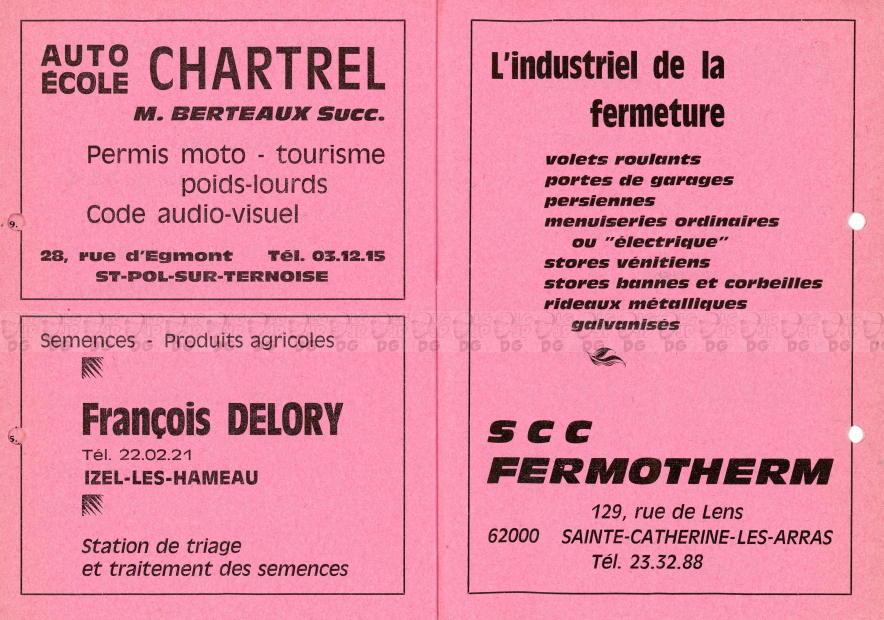 AUTO
ÉCOLE CHARTREL
M. BERTEAUX Succ.
Permis moto - tourisme
poids-lourds
Code audio-visuel
28, rue d'Egmont Tél. 03.12.15
ST-POL-SUR-TERNOISE
Semences - Produits agricoles
François DELORY
Tél. 22.02.21
IZEL-LES-HAMEAU
Station de triage
et traitement des semences
L'industriel de la
fermeture
volets roulants
portes de garages
persiennes
menuiseries ordinaires
ou "électrique"
stores vénitiens
stores bannes et corbeilles
rideaux métalliques
galvanisés
SCC
FERMOTHERM
129, rue de Lens
62000 SAINTE-CATHERINE-LES-ARRAS
Tél. 23.32.88
9.
5.